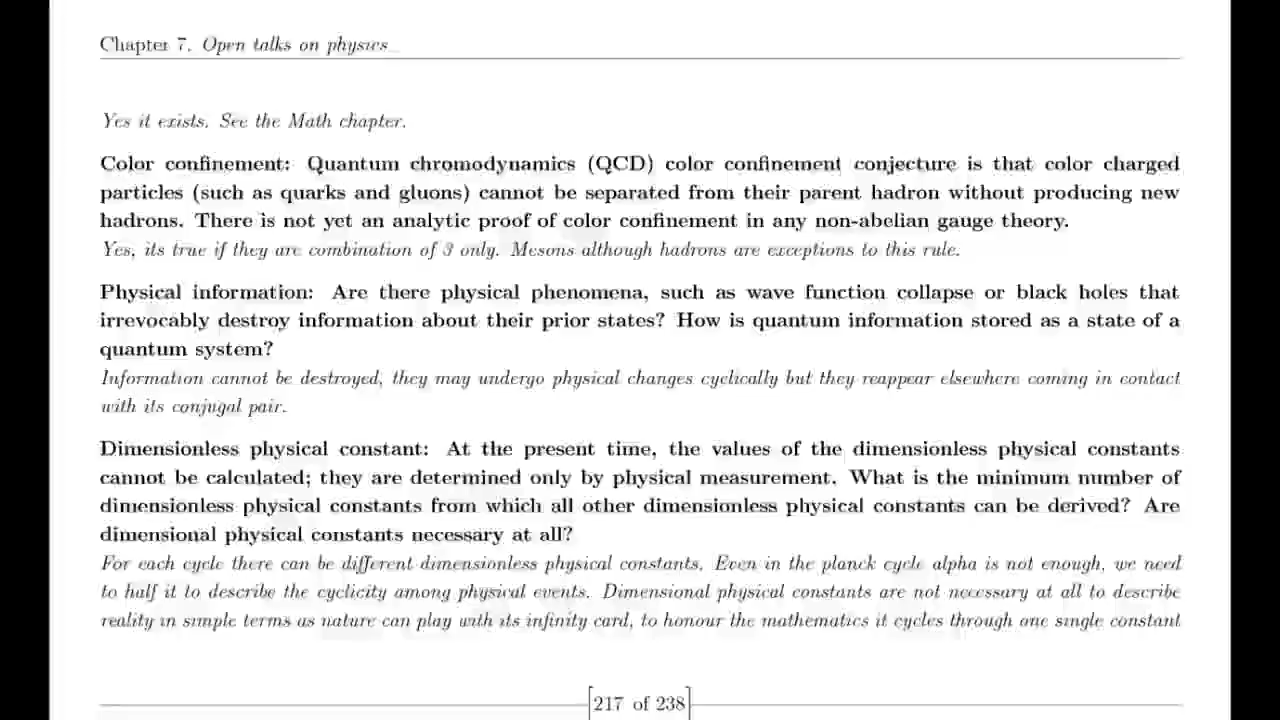 Chapter 7. Open talks on physics
Yes it exists. See the Math chapter.
Color confinement: Quantum chromodynamics (QCD) color confinement conjecture is that color charged
particles (such as quarks and gluons) cannot be separated from their parent hadron without producing new
hadrons. There is not yet an analytic proof of color confinement in any non-abelian gauge theory.
Yes, its true if they are combination of 3 only. Mesons although hadrons are exceptions to this rule.
Physical information: Are there physical phenomena, such as wave function collapse or black holes that
irrevocably destroy information about their prior states? How is quantum information stored as a state of a
quantum system?
Information cannot be destroyed, they may undergo physical changes cyclically but they reappear elsewhere coming in contact
with its conjugal pair.
Dimensionless physical constant: At the present time, the values of the dimensionless physical constants
cannot be calculated; they are determined only by physical measurement. What is the minimum number of
dimensionless physical constants from which all other dimensionless physical constants can be derived? Are
dimensional physical constants necessary at all?
For each cycle there can be different dimensionless physical constants. Even in the planck cycle alpha is not enough, we need
to half it to describe the cyclicity among physical events. Dimensional physical constants are not necessary at all to describe
reality in simple terms as nature can play with its infinity card, to honour the mathematics it cycles through one single constant
217 of 238